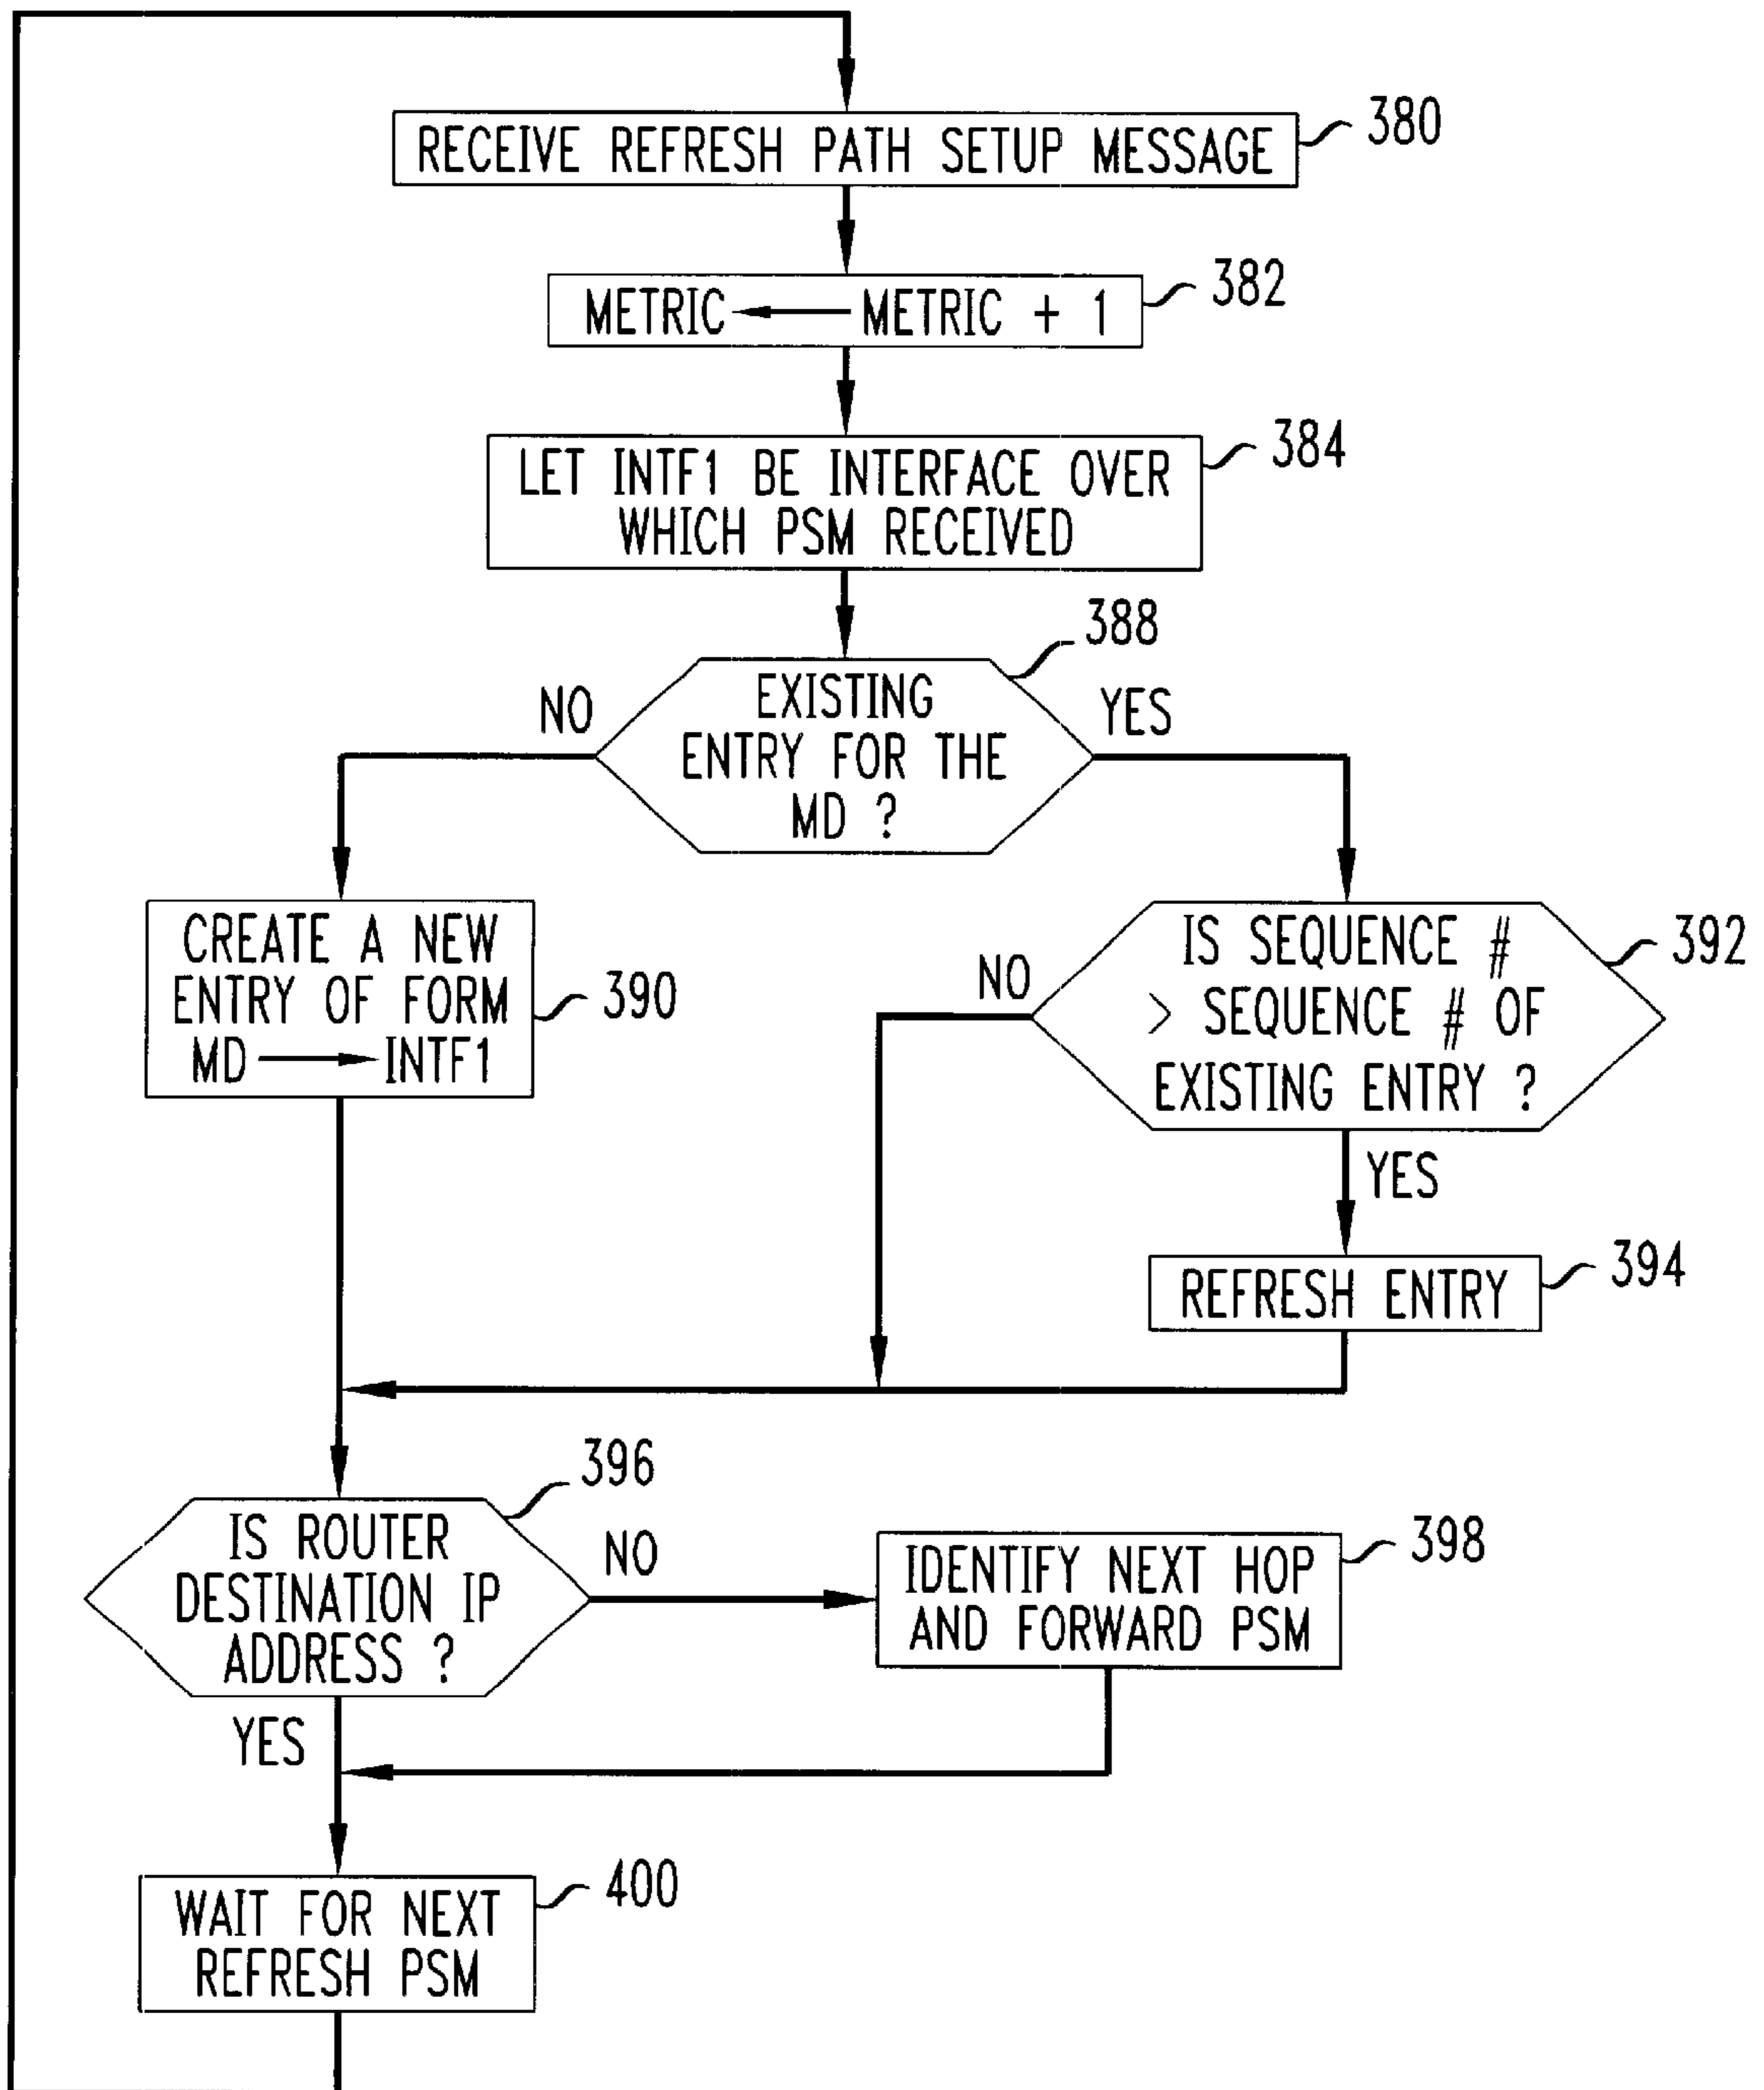 RECEIVE REFRESH PATH SETUP MESSAGE
380
METRIC ← METRIC + 1
382
LET INTF1 BE INTERFACE OVER
WHICH PSM RECEIVED
384
388
EXISTING
ENTRY FOR THE
MD ?
NO
YES
CREATE A NEW
ENTRY OF FORM
MD → INTF1
390
IS SEQUENCE #
> SEQUENCE # OF
EXISTING ENTRY ?
392
NO
YES
REFRESH ENTRY
394
396
IS ROUTER
DESTINATION IP
ADDRESS ?
NO
IDENTIFY NEXT HOP
AND FORWARD PSM
398
YES
WAIT FOR NEXT
REFRESH PSM
400